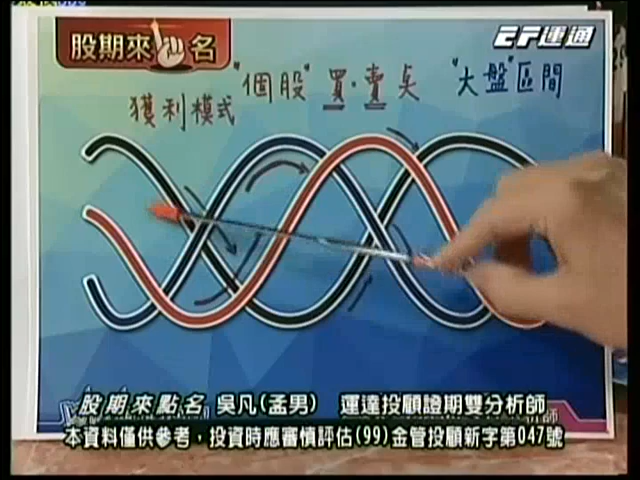 股期來名
EF運通
獲利模式
"個股"買.賣点
"大盤"區間
股期來點名 吳凡(孟男) 運達投顧證期雙分析師
本資料僅供參考，投資時應審慎評估(99)金管投顧新字第047號